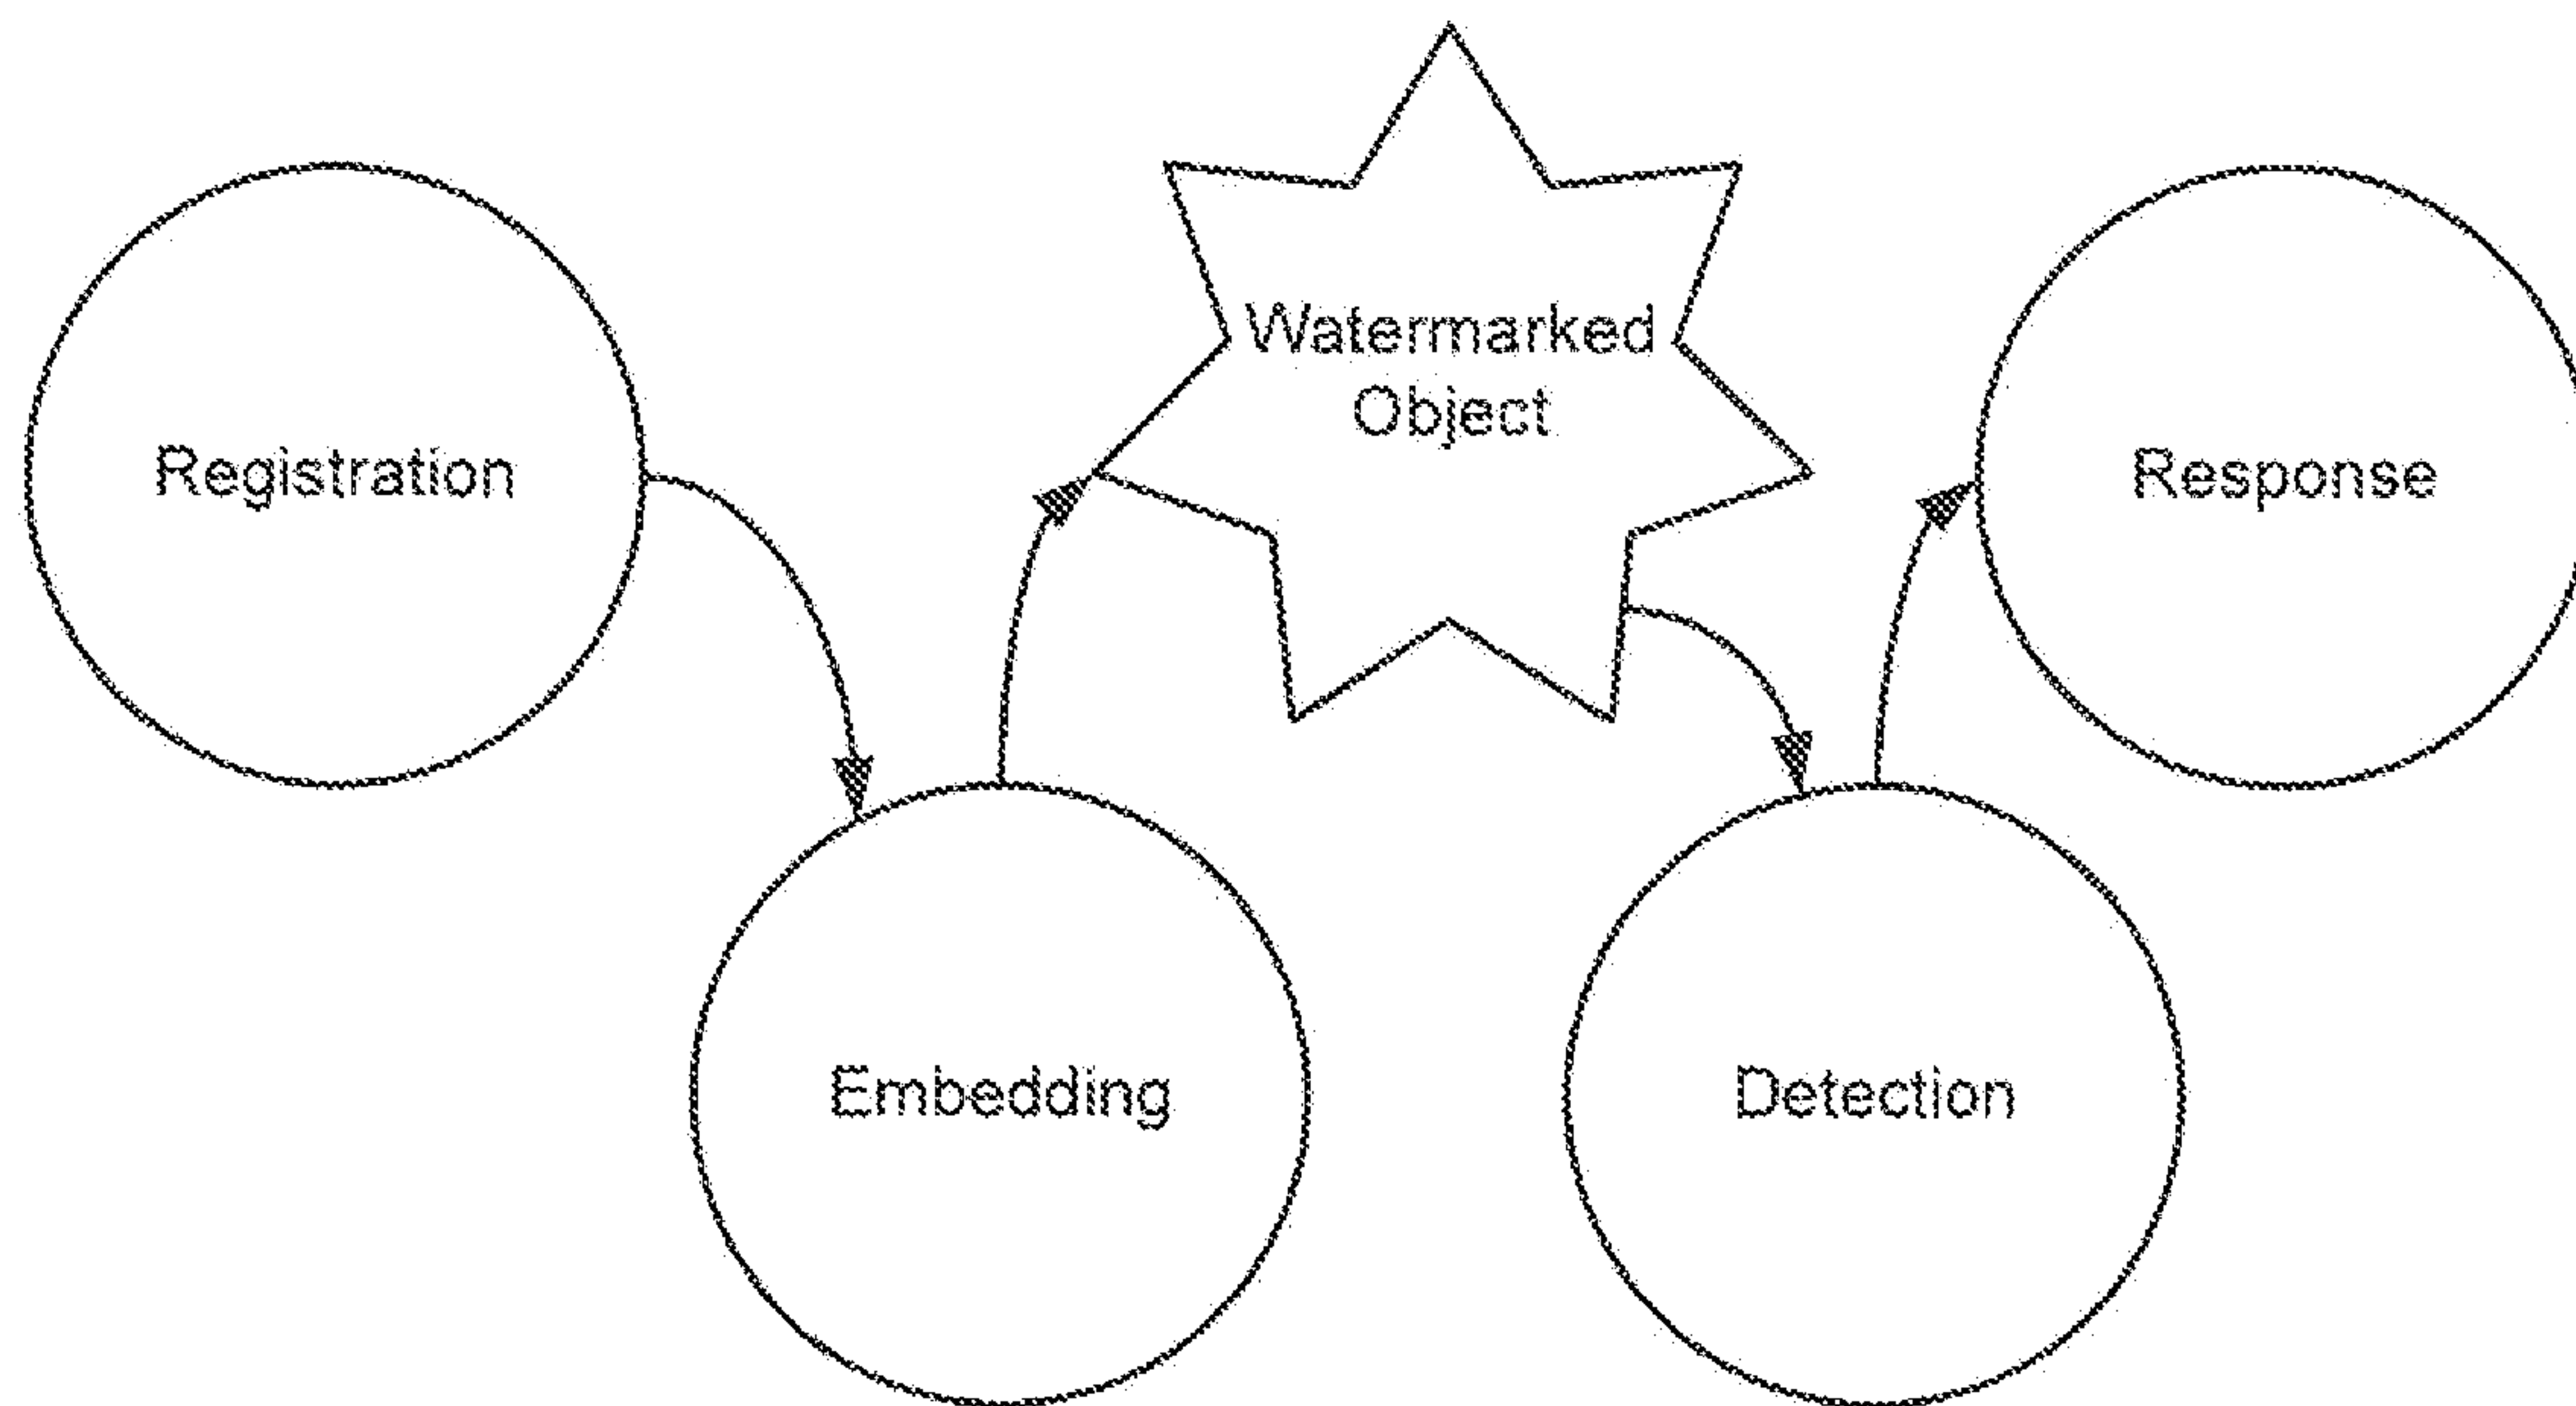 Registration
Embedding
Watermarked
Object
Detection
Response